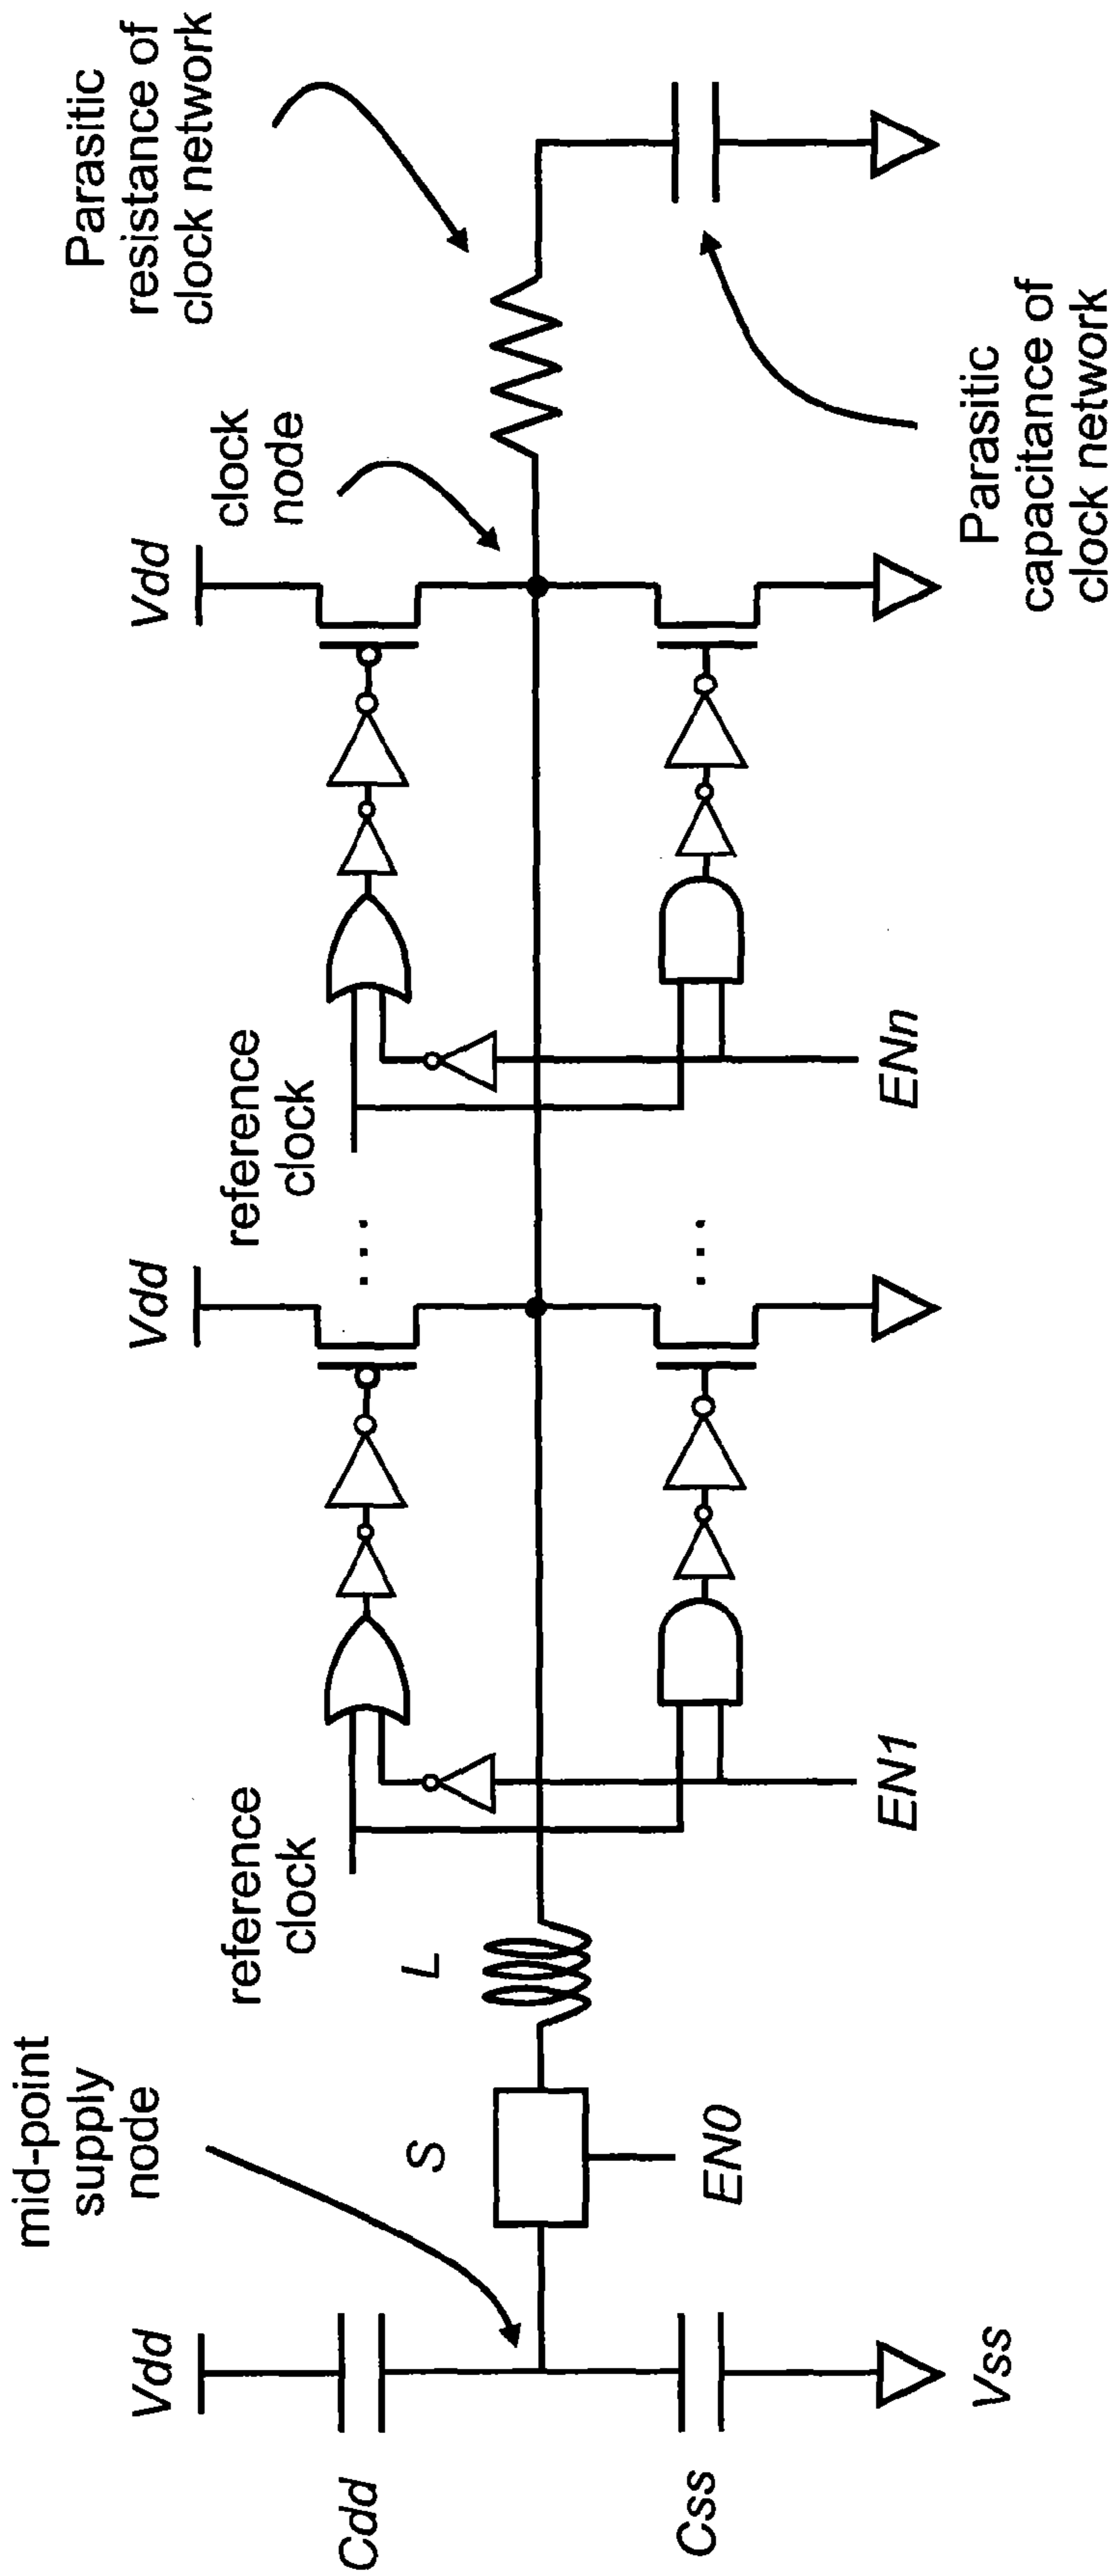 Vdd
Cdd
Css
Vss
mid-point
supply
node
S
EN0
L
reference
clock
EN1
Vdd
. . .
. . .
reference
clock
ENn
Vdd
clock
node
Parasitic
resistance of
clock network
Parasitic
capacitance of
clock network